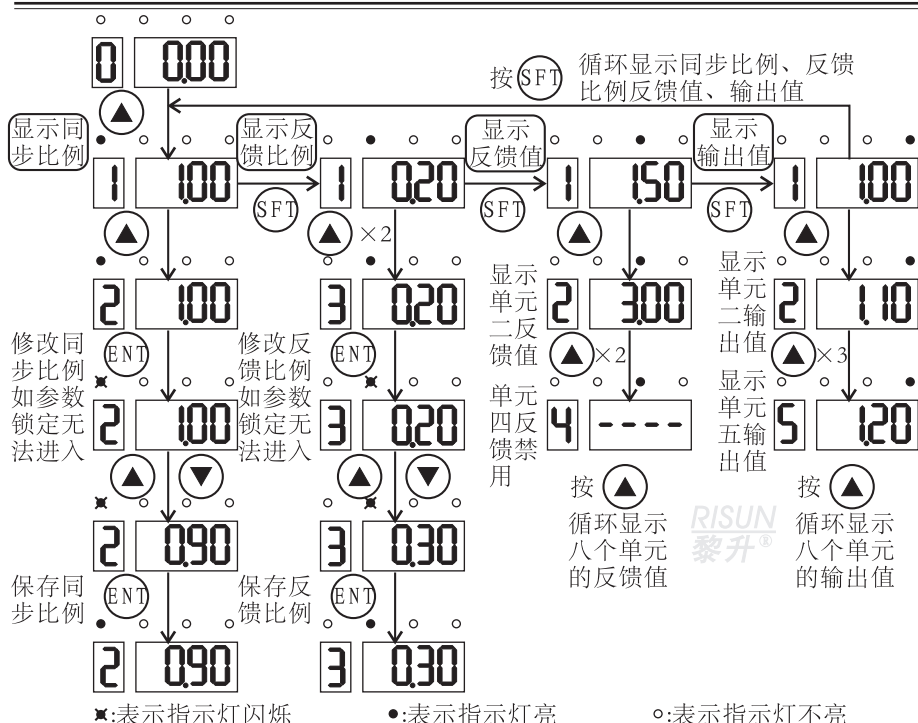 0 0.00
按 SFT 循环显示同步比例、反馈
比例反馈值、输出值
显示同
步比例
显示反
馈比例
显示
反馈值
显示
输出值
1 1.00
SFT
1 0.20
SFT
1 1.50
SFT
1 1.00
×2
2 1.00
3 0.20
显示
单元
二反
馈值
2 3.00
显示
单元
二输
出值
2 1.10
修改同
步比例
如参数
锁定无
法进入
ENT
修改反
馈比例
如参数
锁定无
法进入
ENT
×2
×3
2 1.00
3 0.20
单元
四反
馈禁
用
4 ----
显示
单元
五输
出值
5 1.20
按
循环显示
八个单元
的反馈值
RISUN
黎升®
按
循环显示
八个单元
的输出值
2 0.90
3 0.30
保存同
步比例
ENT
保存反
馈比例
ENT
2 0.90
3 0.30
:表示指示灯闪烁
:表示指示灯亮
:表示指示灯不亮